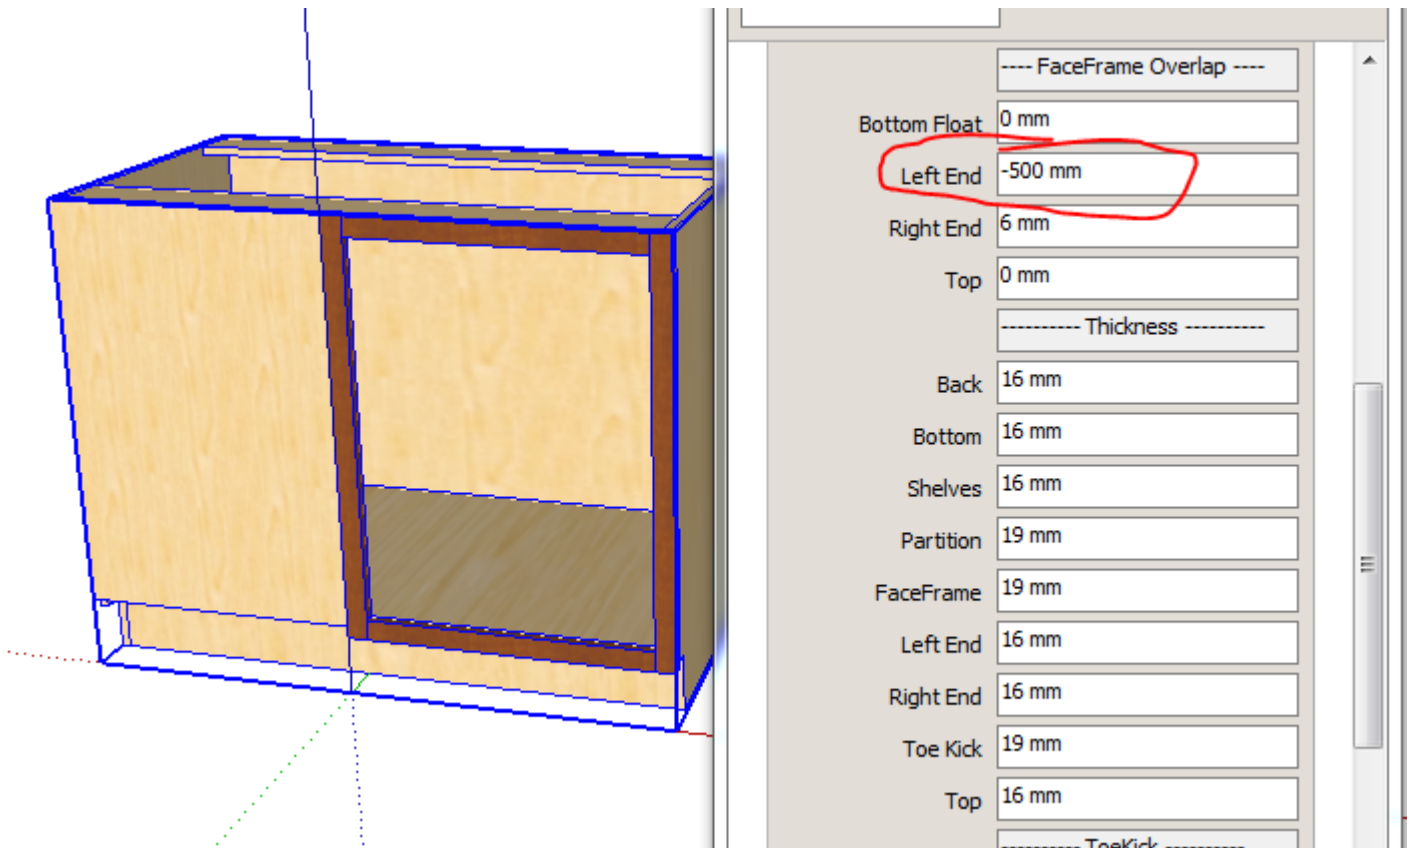 ---- FaceFrame Overlap ----
Bottom Float 0 mm
Left End -500 mm
Right End 6 mm
Top 0 mm
---------- Thickness ----------
Back 16 mm
Bottom 16 mm
Shelves 16 mm
Partition 19 mm
FaceFrame 19 mm
Left End 16 mm
Right End 16 mm
Toe Kick 19 mm
Top 16 mm
---------- ToeKick ----------